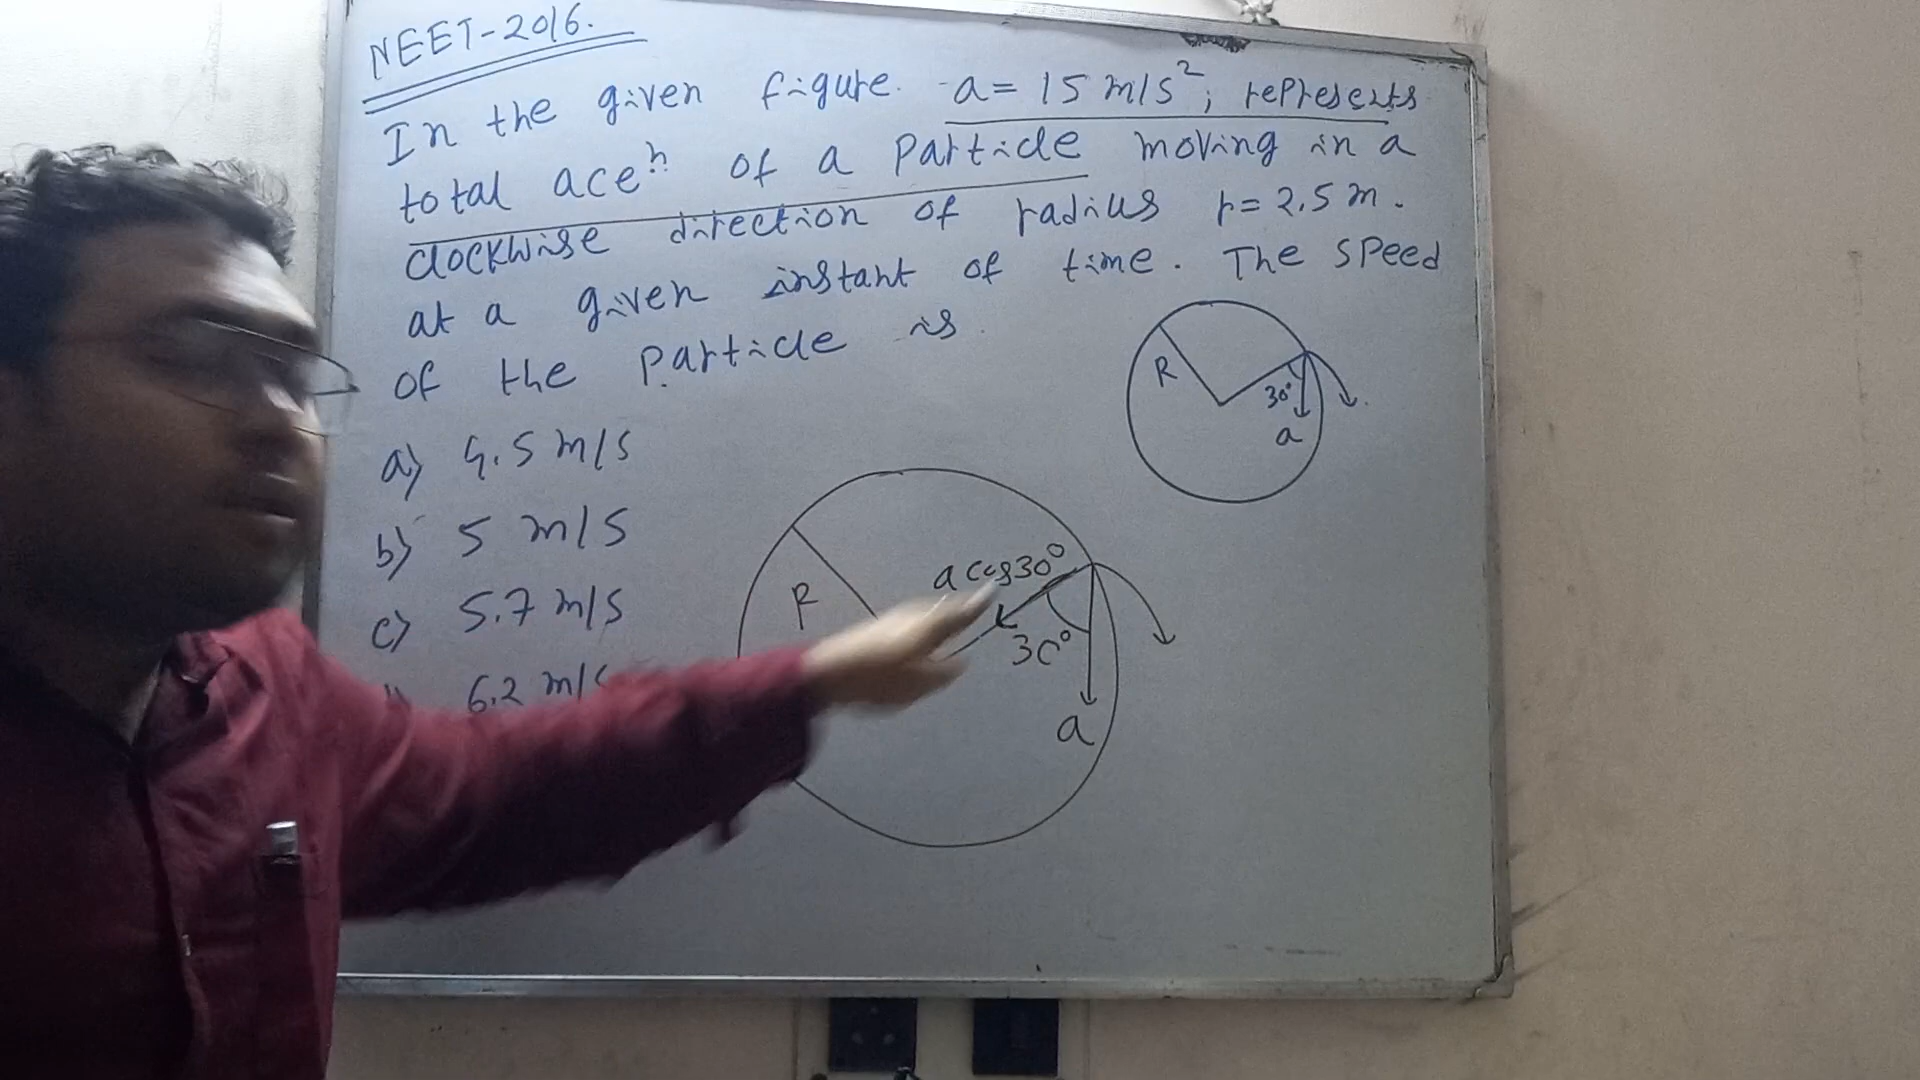 NEET-2016.
In the given figure. a = 15 m/s², represents
total aceⁿ of a Particle moving in a
clockwise direction of radius r = 2.5 m.
at a given instant of time. The speed
of the Particle is.
R
30°
a
a) 4.5 m/s
b) 5 m/s
c) 5.7 m/s
6.2 m/s
R
a cos30°
30°
a